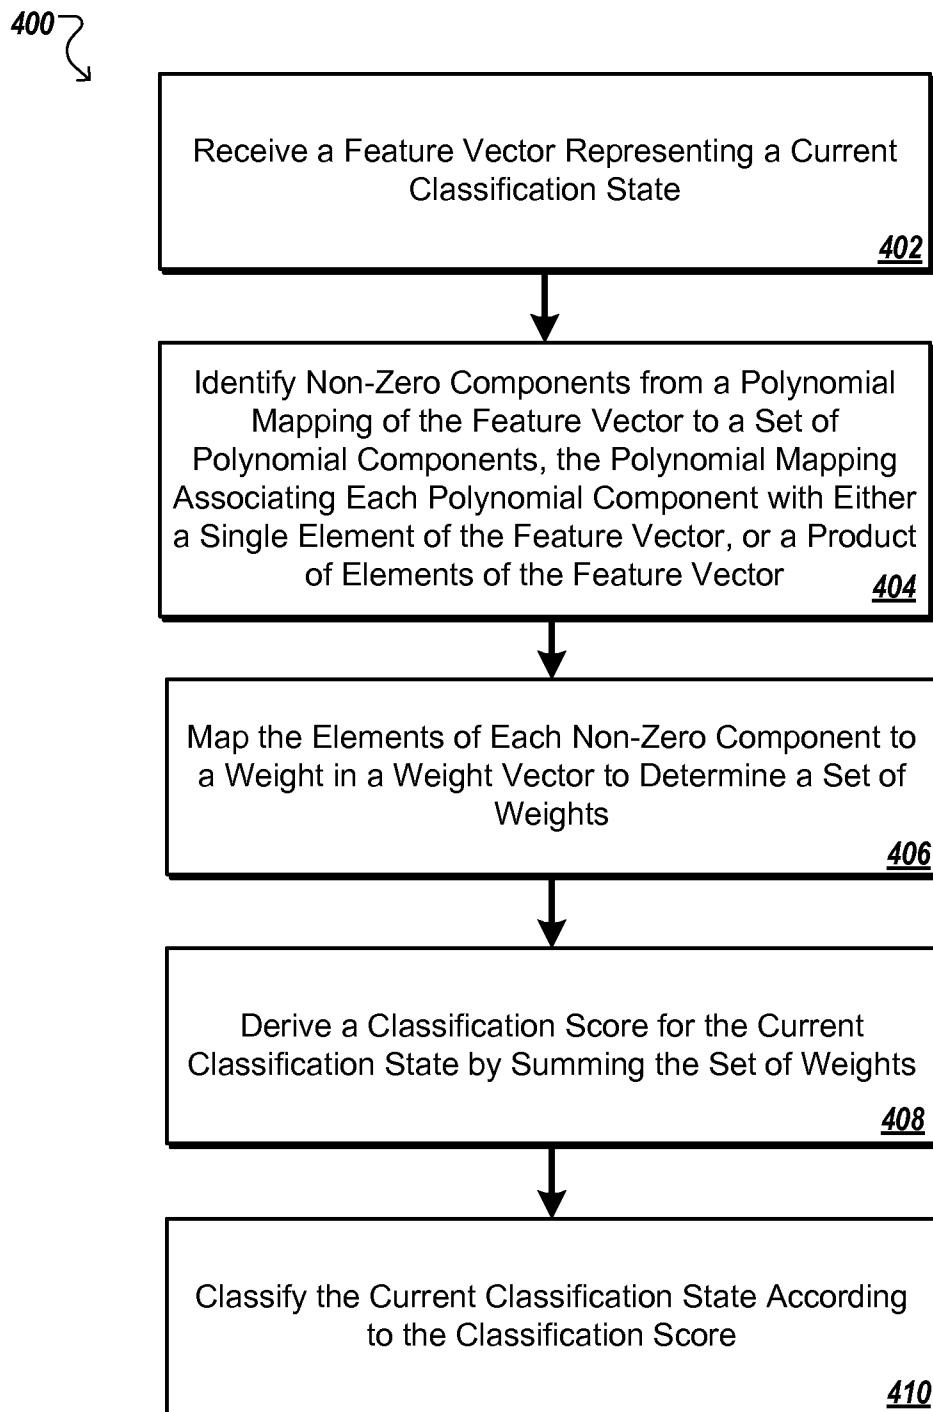 400
Receive a Feature Vector Representing a Current
Classification State
402
Identify Non-Zero Components from a Polynomial
Mapping of the Feature Vector to a Set of
Polynomial Components, the Polynomial Mapping
Associating Each Polynomial Component with Either
a Single Element of the Feature Vector, or a Product
of Elements of the Feature Vector
404
Map the Elements of Each Non-Zero Component to
a Weight in a Weight Vector to Determine a Set of
Weights
406
Derive a Classification Score for the Current
Classification State by Summing the Set of Weights
408
Classify the Current Classification State According
to the Classification Score
410